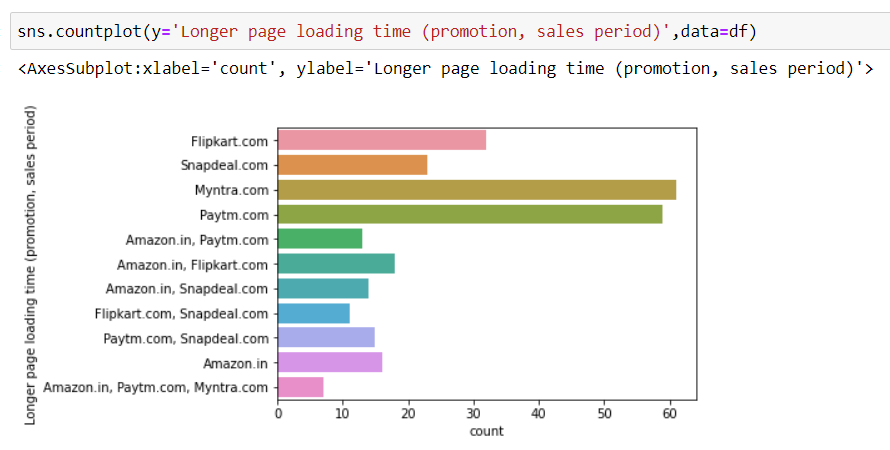 sns.countplot(y='Longer page loading time (promotion, sales period)',data=df)
<AxesSubplot:xlabel='count', ylabel='Longer page loading time (promotion, sales period)'>
Longer page loading time (promotion, sales period)
Flipkart.com
Snapdeal.com
Myntra.com
Paytm.com
Amazon.in, Paytm.com
Amazon.in, Flipkart.com
Amazon.in, Snapdeal.com
Flipkart.com, Snapdeal.com
Paytm.com, Snapdeal.com
Amazon.in
Amazon.in, Paytm.com, Myntra.com
0 10 20 30 40 50 60
count